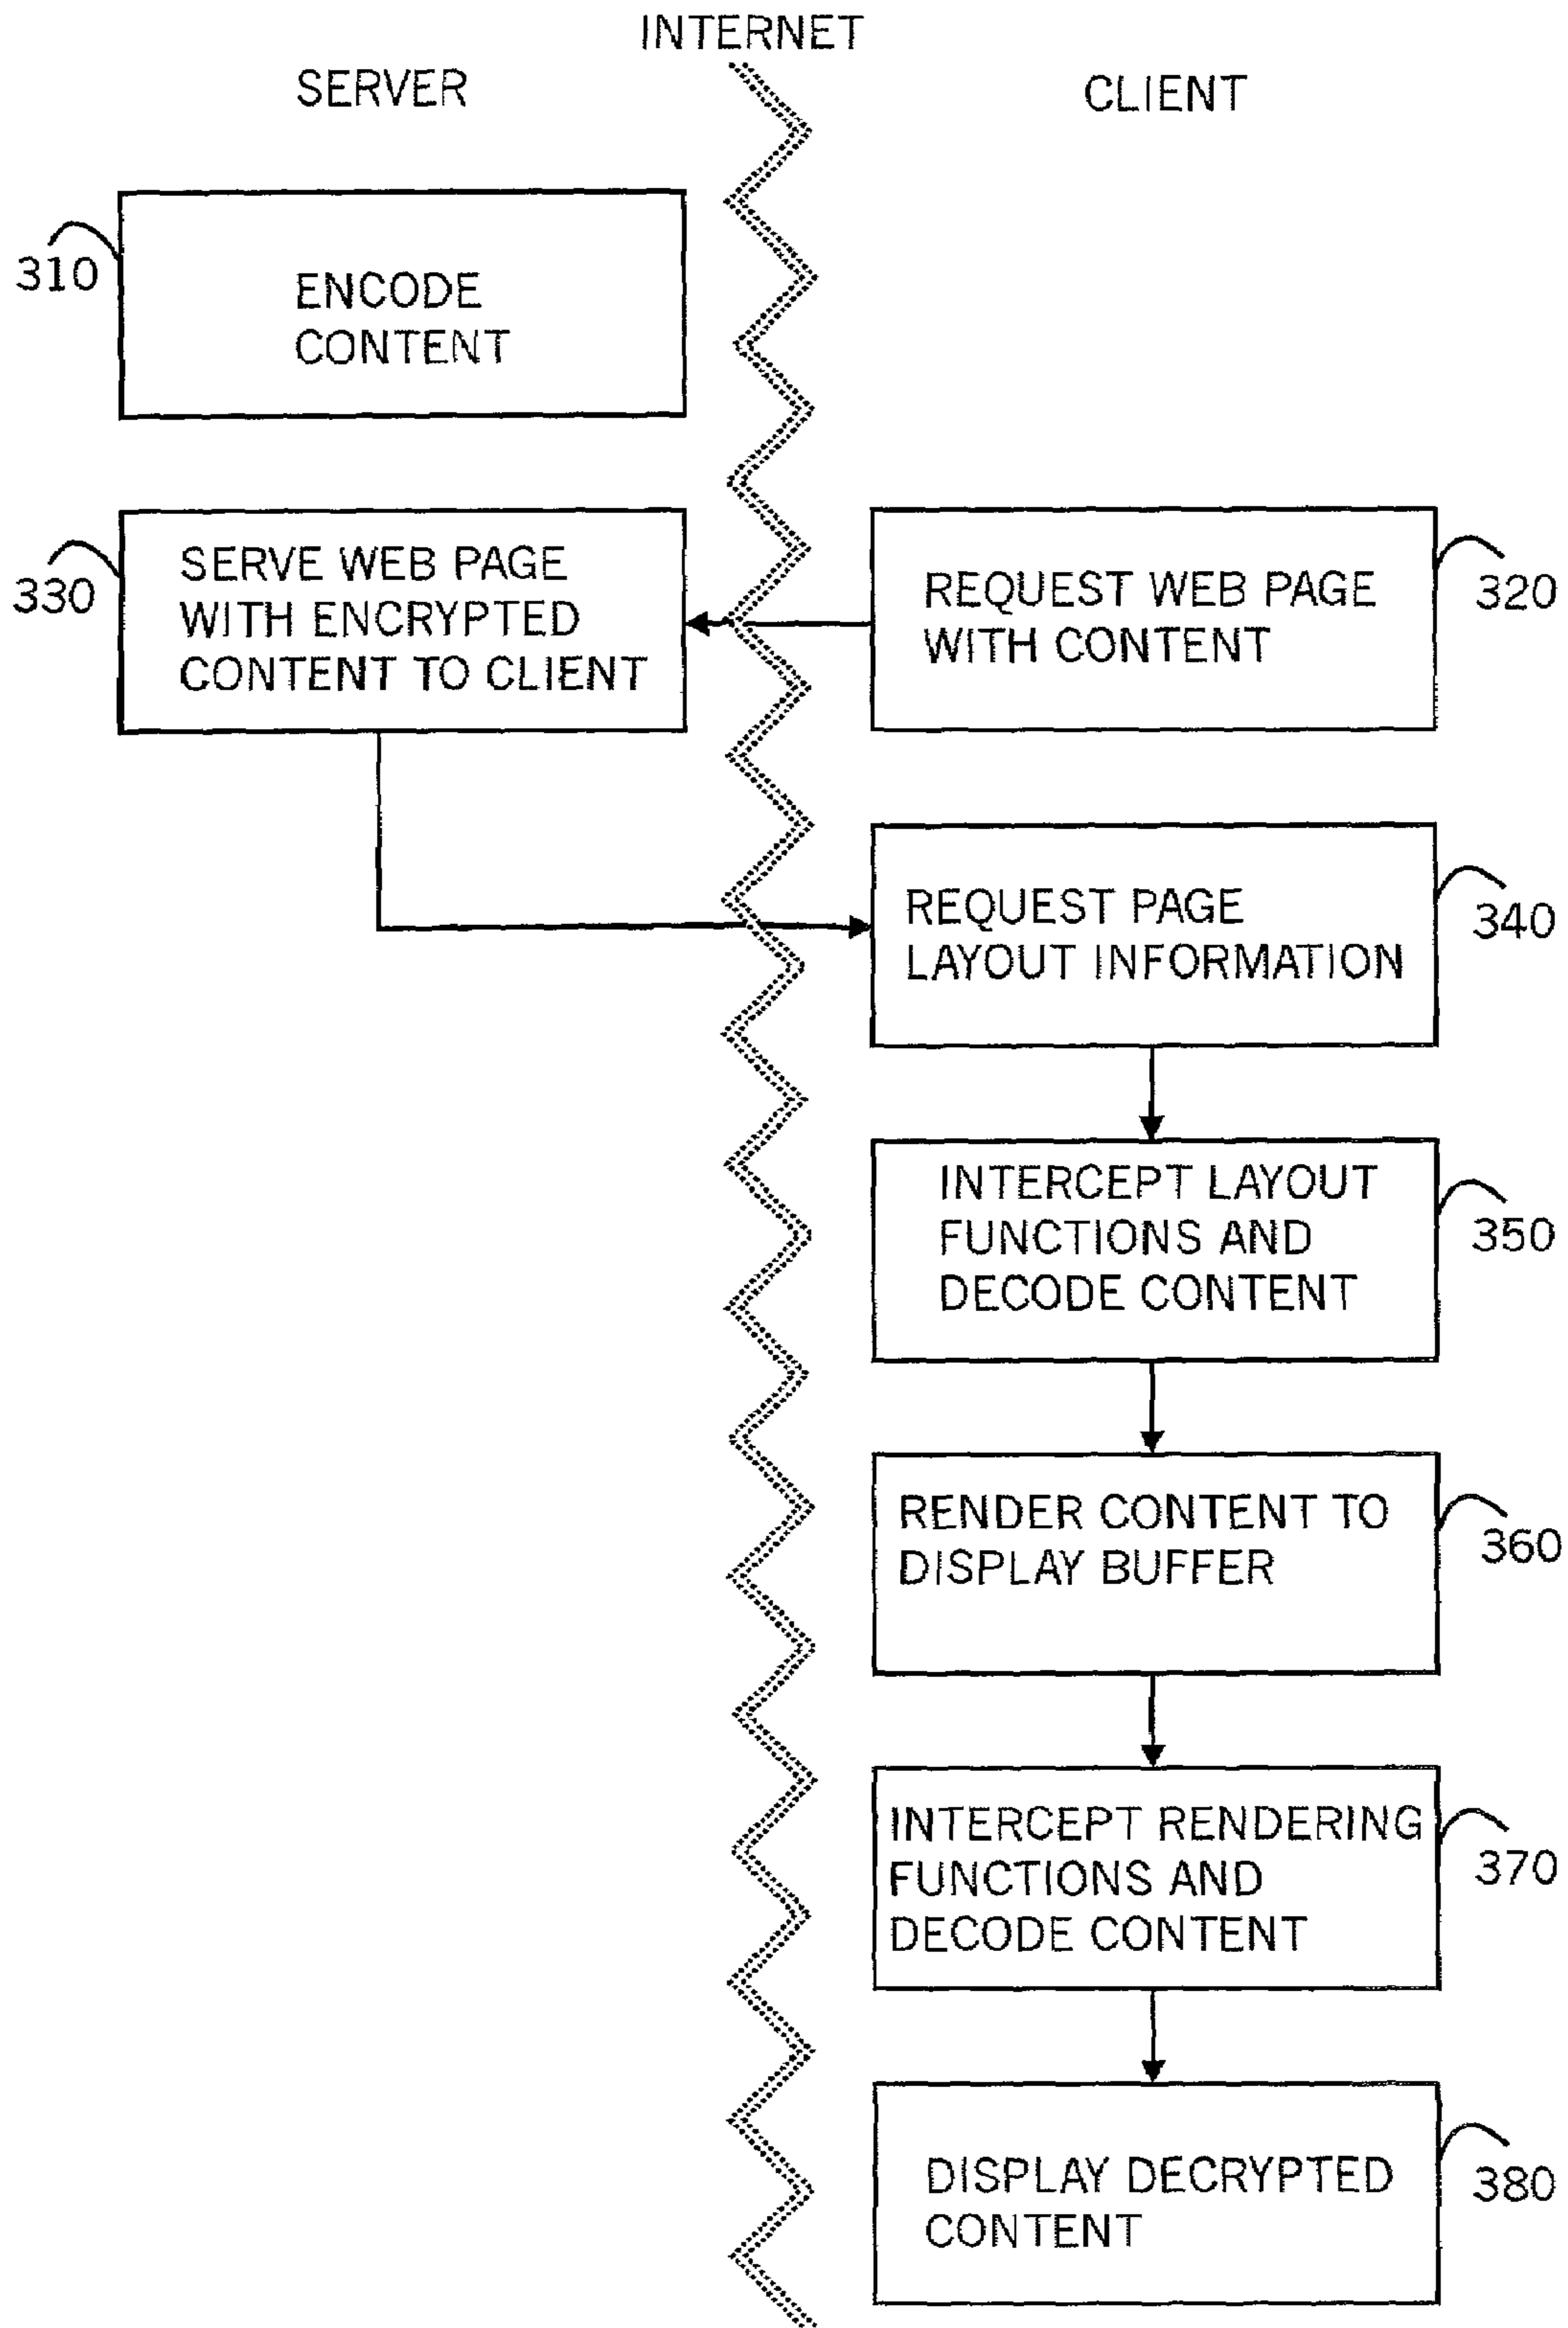 INTERNET
SERVER
CLIENT
310
ENCODE
CONTENT
330
SERVE WEB PAGE
WITH ENCRYPTED
CONTENT TO CLIENT
REQUEST WEB PAGE
WITH CONTENT
320
REQUEST PAGE
LAYOUT INFORMATION
340
INTERCEPT LAYOUT
FUNCTIONS AND
DECODE CONTENT
350
RENDER CONTENT TO
DISPLAY BUFFER
360
INTERCEPT RENDERING
FUNCTIONS AND
DECODE CONTENT
370
DISPLAY DECRYPTED
CONTENT
380